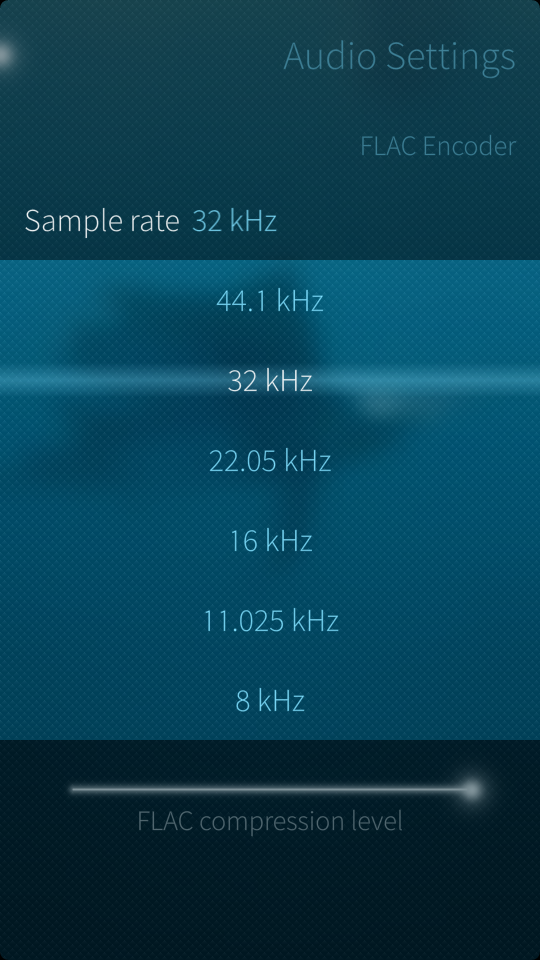 Audio Settings
FLAC Encoder
Sample rate 32 kHz
44.1 kHz
32 kHz
22.05 kHz
16 kHz
11.025 kHz
8 kHz
FLAC compression level